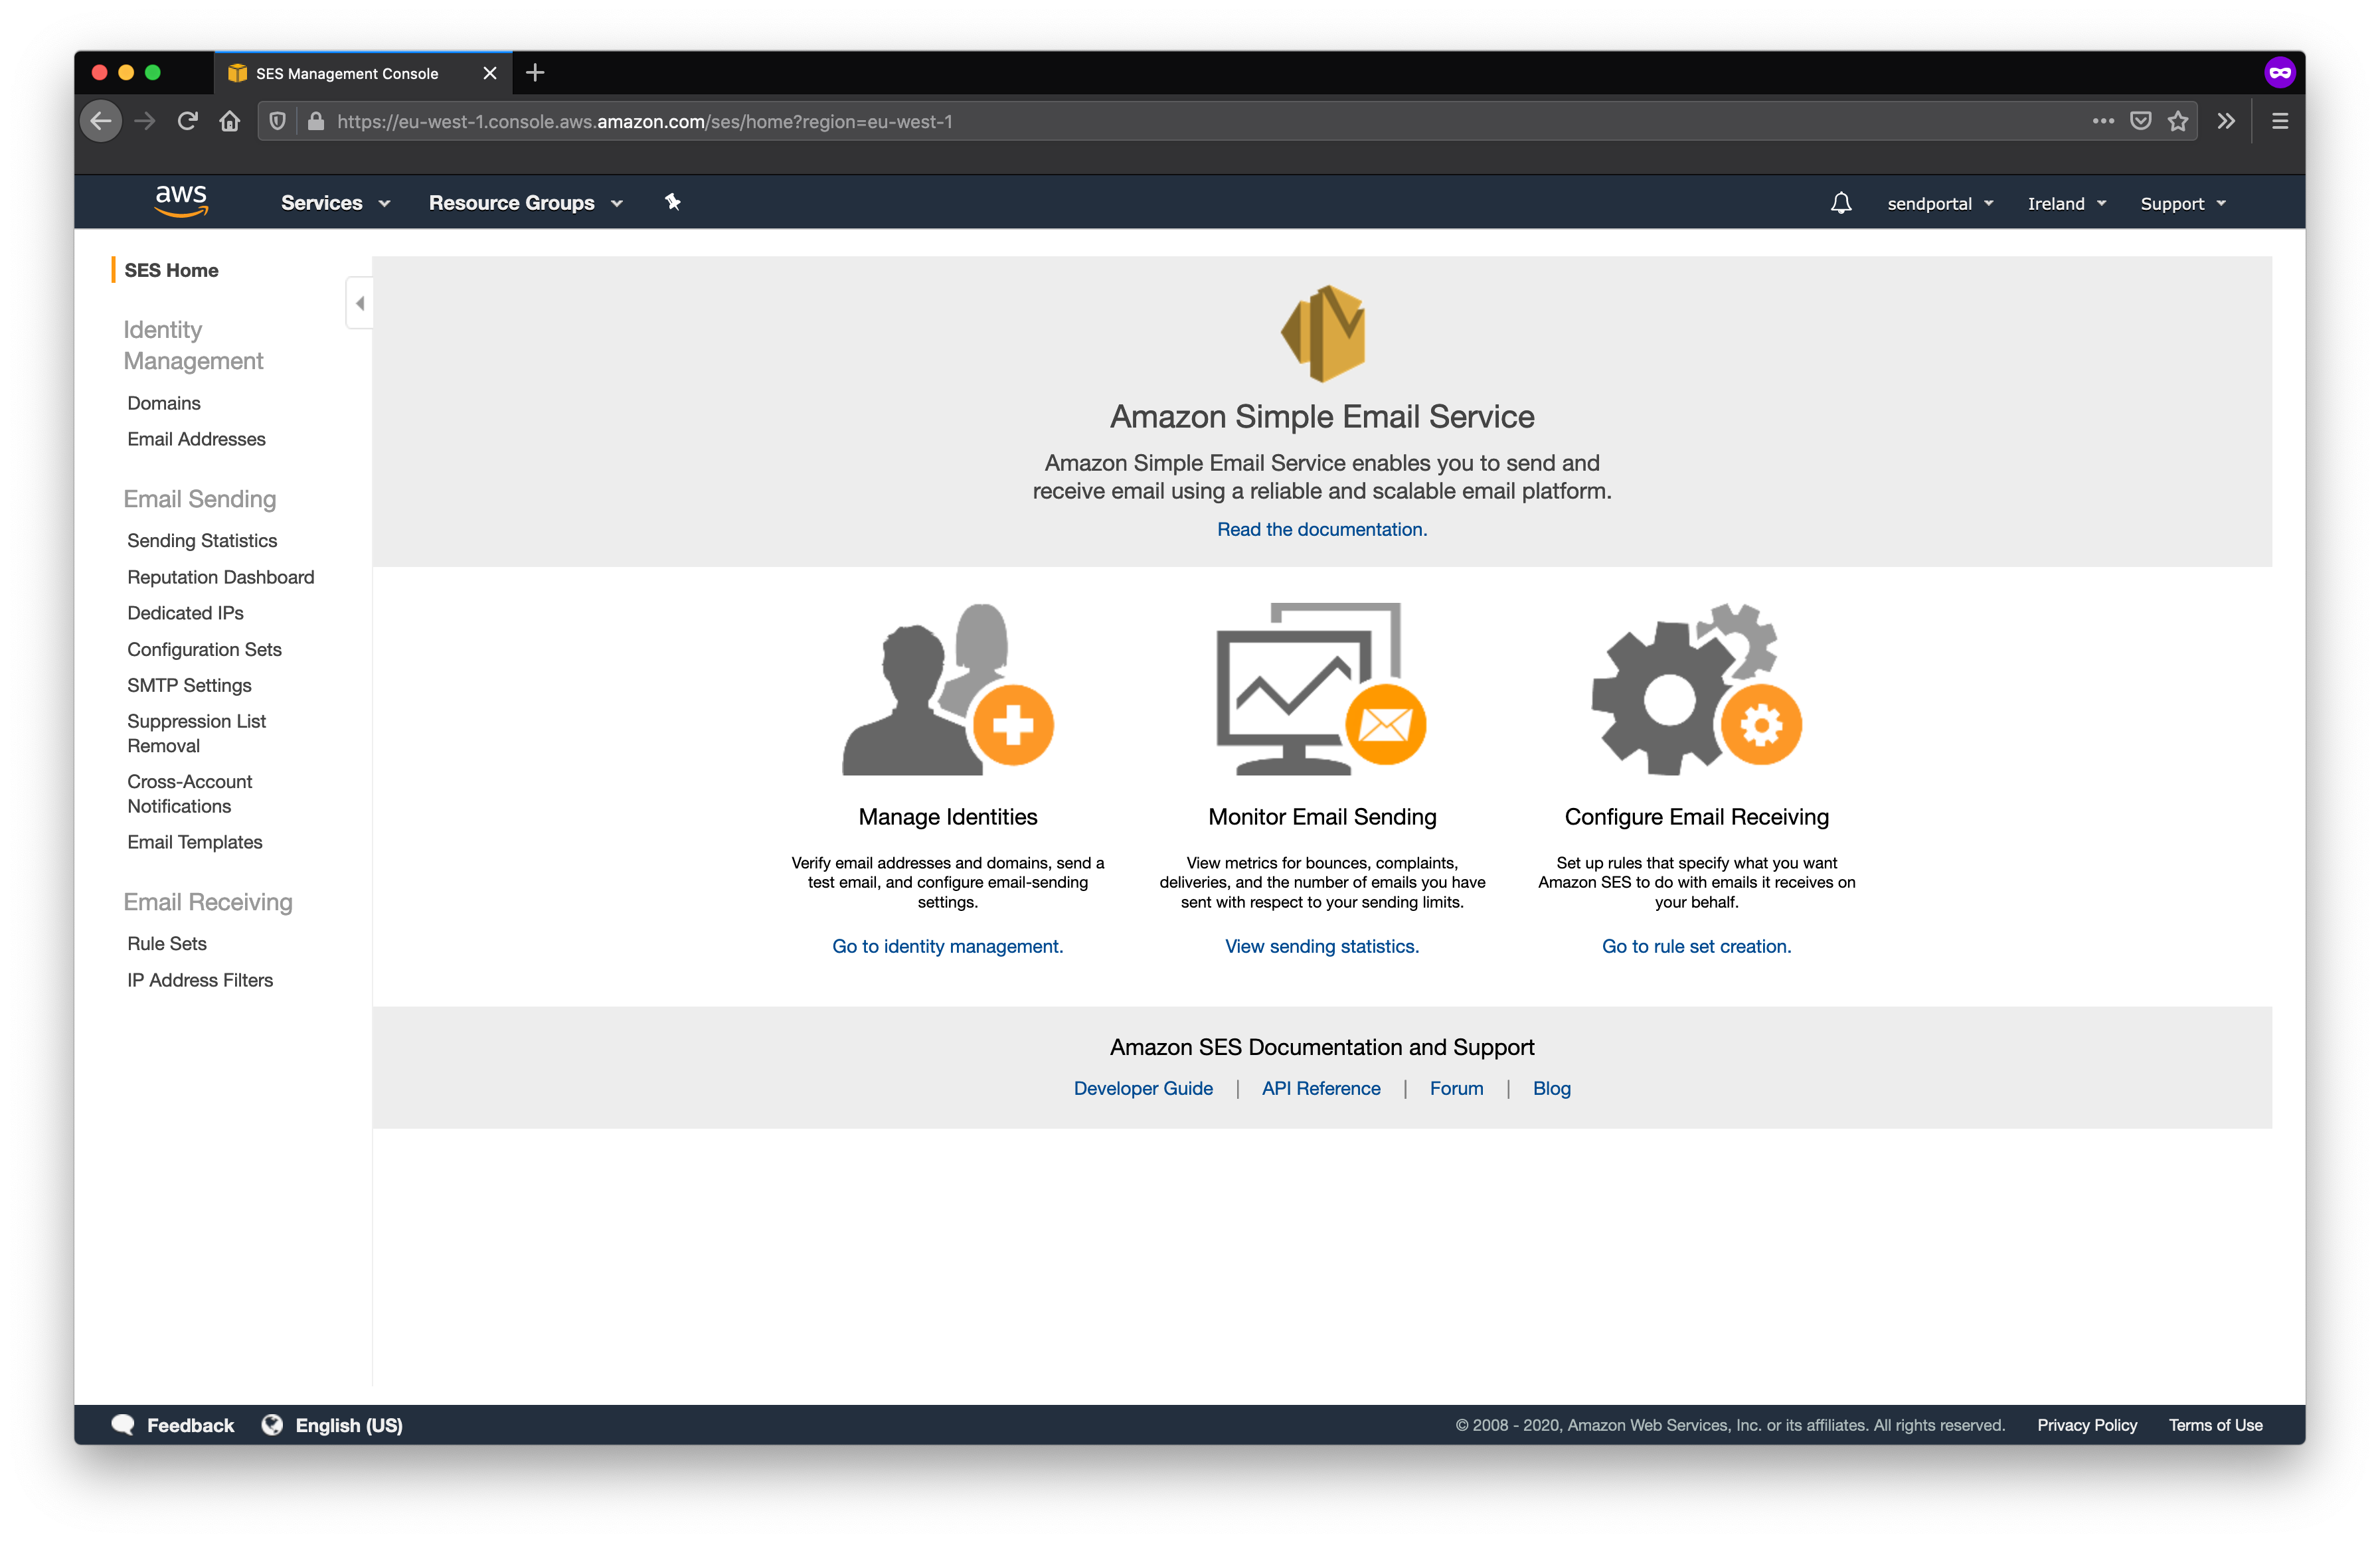 SES Management Console
https://eu-west-1.console.aws.amazon.com/ses/home?region=eu-west-1
aws
Services
Resource Groups
sendportal
Ireland
Support
SES Home
Identity
Management
Domains
Email Addresses
Email Sending
Sending Statistics
Reputation Dashboard
Dedicated IPs
Configuration Sets
SMTP Settings
Suppression List
Removal
Cross-Account
Notifications
Email Templates
Email Receiving
Rule Sets
IP Address Filters
Amazon Simple Email Service
Amazon Simple Email Service enables you to send and
receive email using a reliable and scalable email platform.
Read the documentation.
Manage Identities
Verify email addresses and domains, send a
test email, and configure email-sending
settings.
Go to identity management.
Monitor Email Sending
View metrics for bounces, complaints,
deliveries, and the number of emails you have
sent with respect to your sending limits.
View sending statistics.
Configure Email Receiving
Set up rules that specify what you want
Amazon SES to do with emails it receives on
your behalf.
Go to rule set creation.
Amazon SES Documentation and Support
Developer Guide | API Reference | Forum | Blog
Feedback
English (US)
© 2008 - 2020, Amazon Web Services, Inc. or its affiliates. All rights reserved.
Privacy Policy
Terms of Use